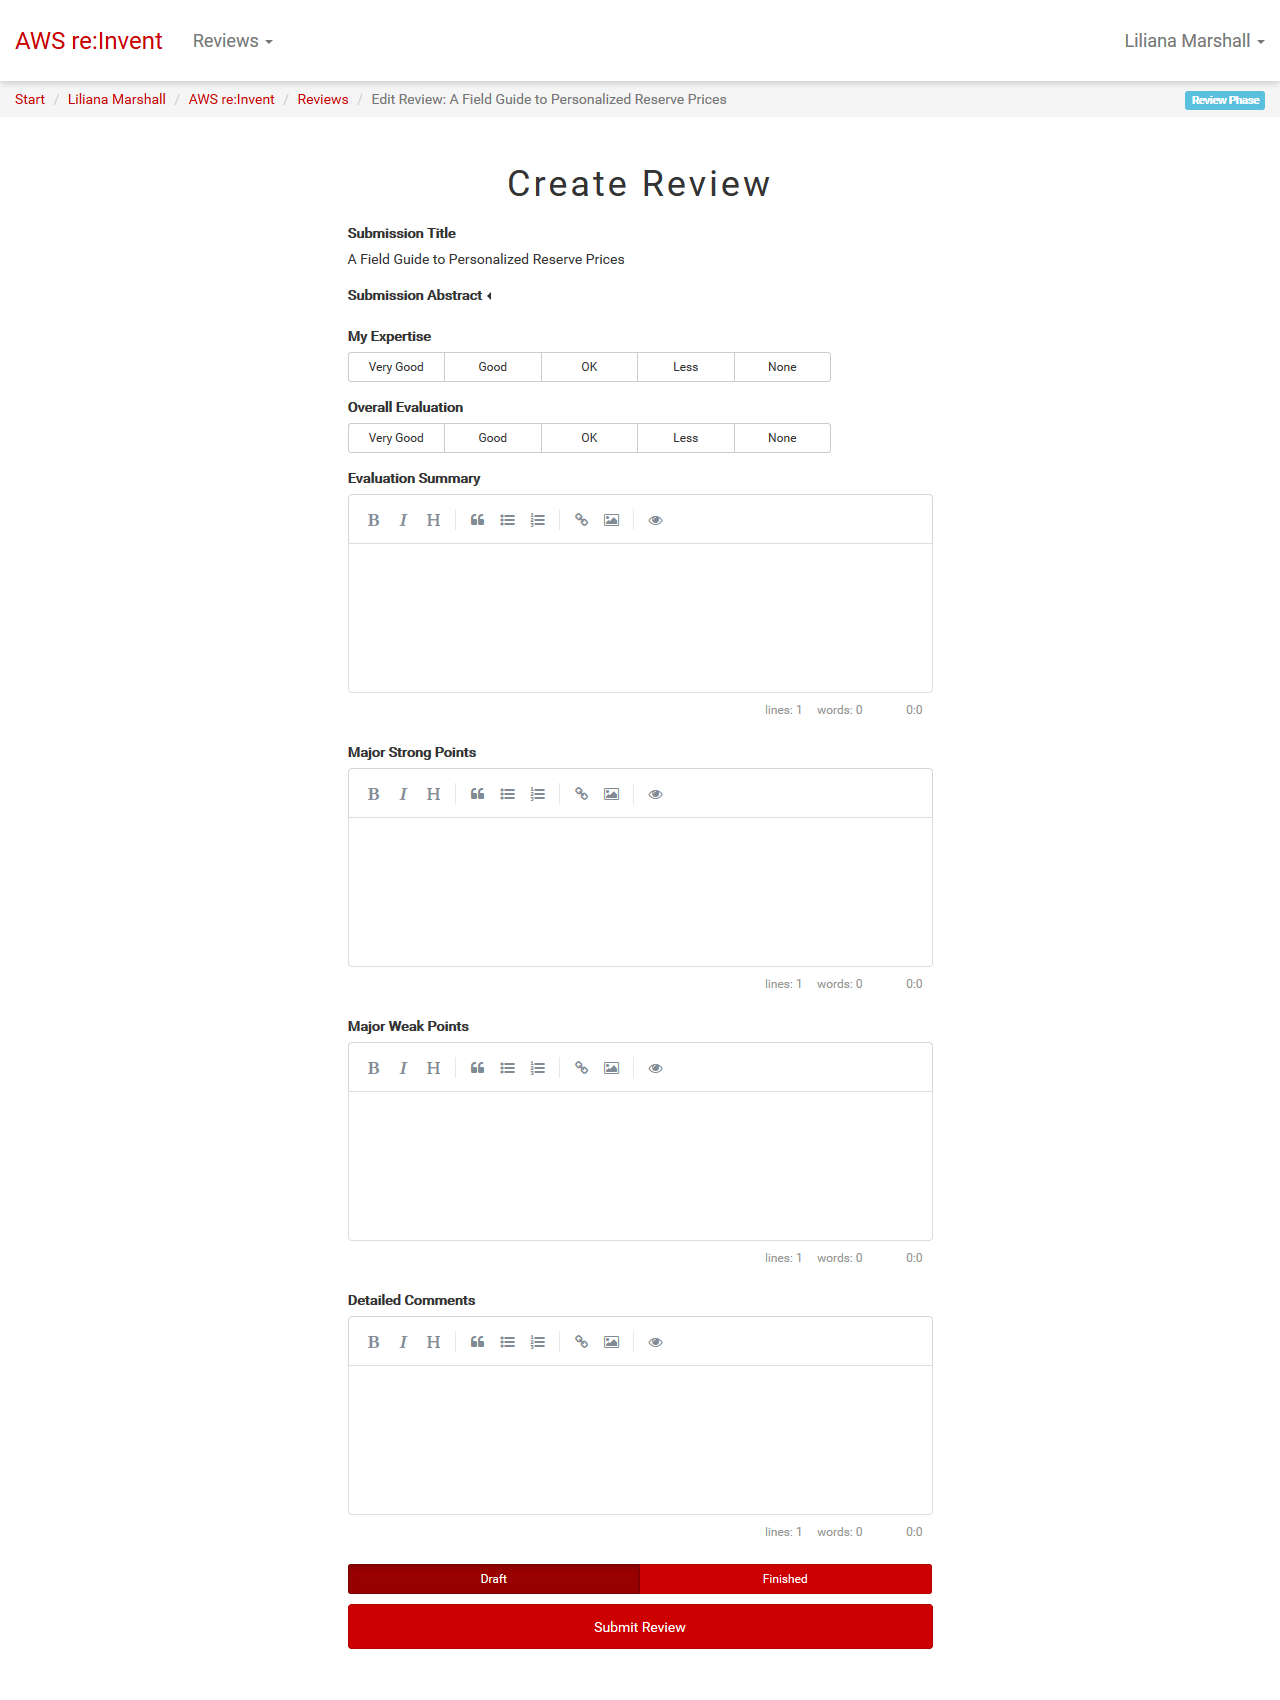 AWS re:Invent Reviews Liliana Marshall
Start / Liliana Marshall / AWS re:Invent / Reviews / Edit Review: A Field Guide to Personalized Reserve Prices Review Phase
Create Review
Submission Title
A Field Guide to Personalized Reserve Prices
Submission Abstract
My Expertise
Very Good Good OK Less None
Overall Evaluation
Very Good Good OK Less None
Evaluation Summary
B I H
lines: 1 words: 0 0:0
Major Strong Points
B I H
lines: 1 words: 0 0:0
Major Weak Points
B I H
lines: 1 words: 0 0:0
Detailed Comments
B I H
lines: 1 words: 0 0:0
Draft Finished
Submit Review